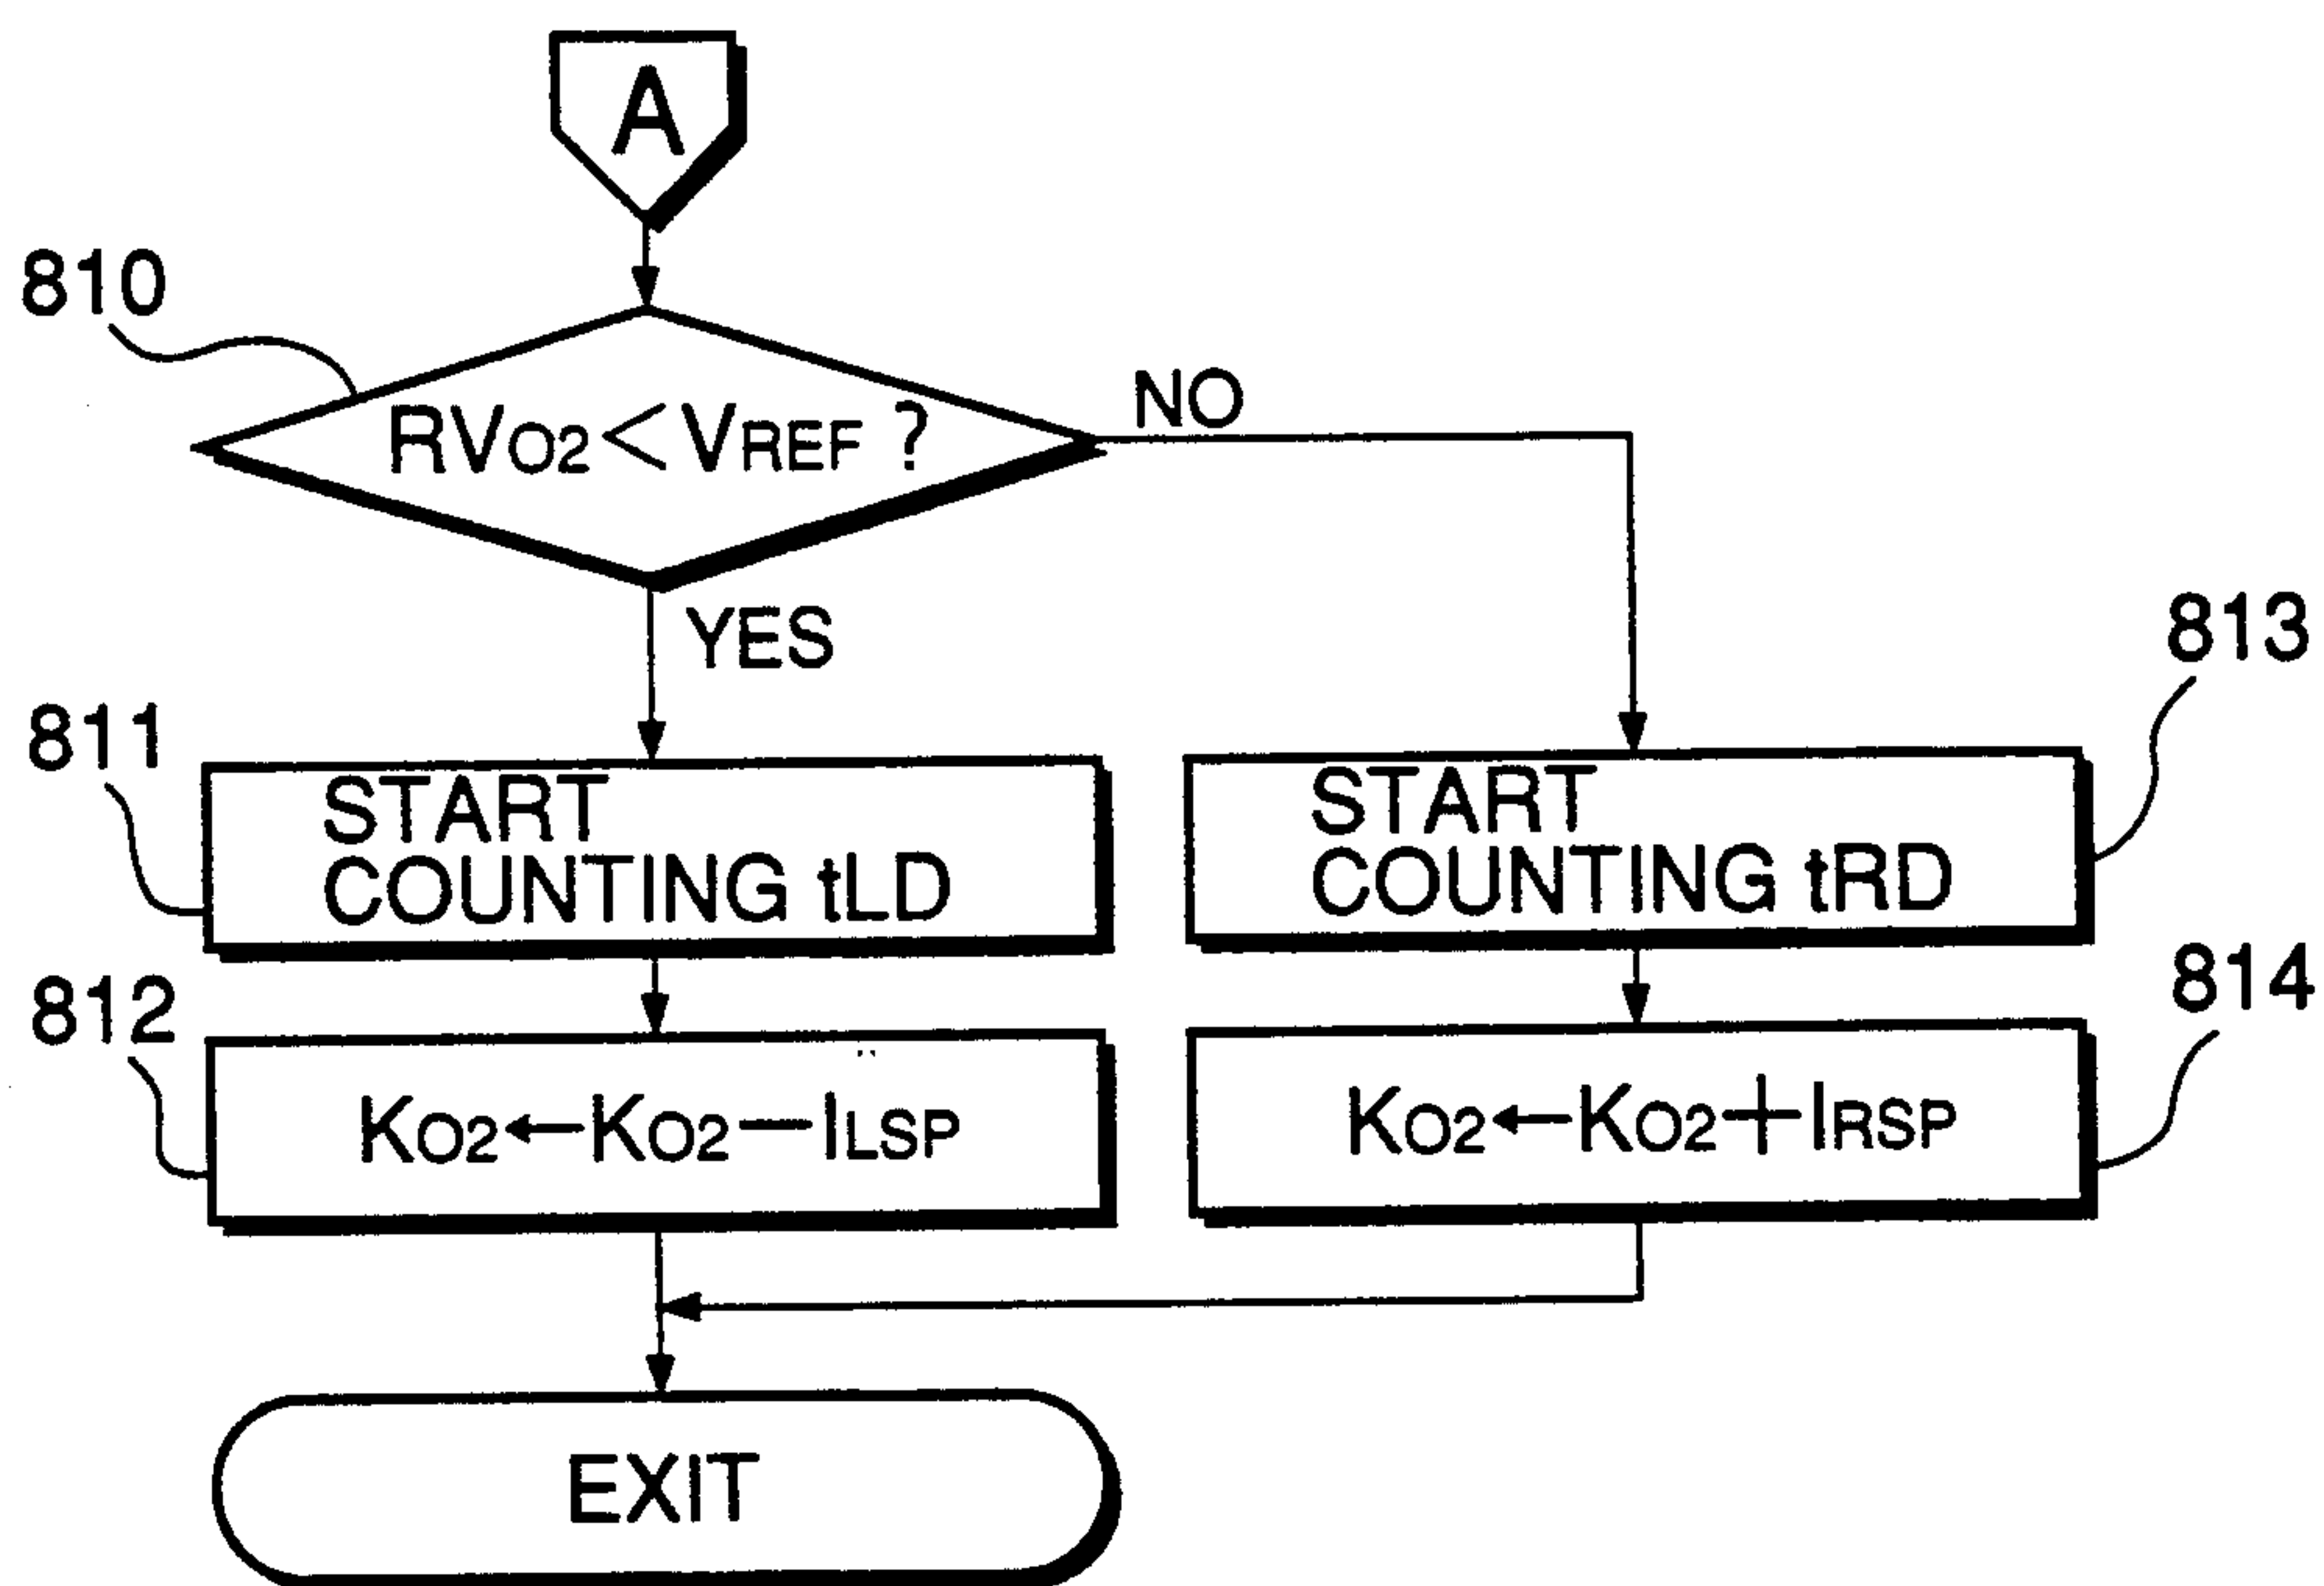 A
810
RVO2<VREF ?
NO
YES
811
START
COUNTING tLD
813
START
COUNTING tRD
812
KO2←KO2−ILSP
814
KO2←KO2+IRSP
EXIT